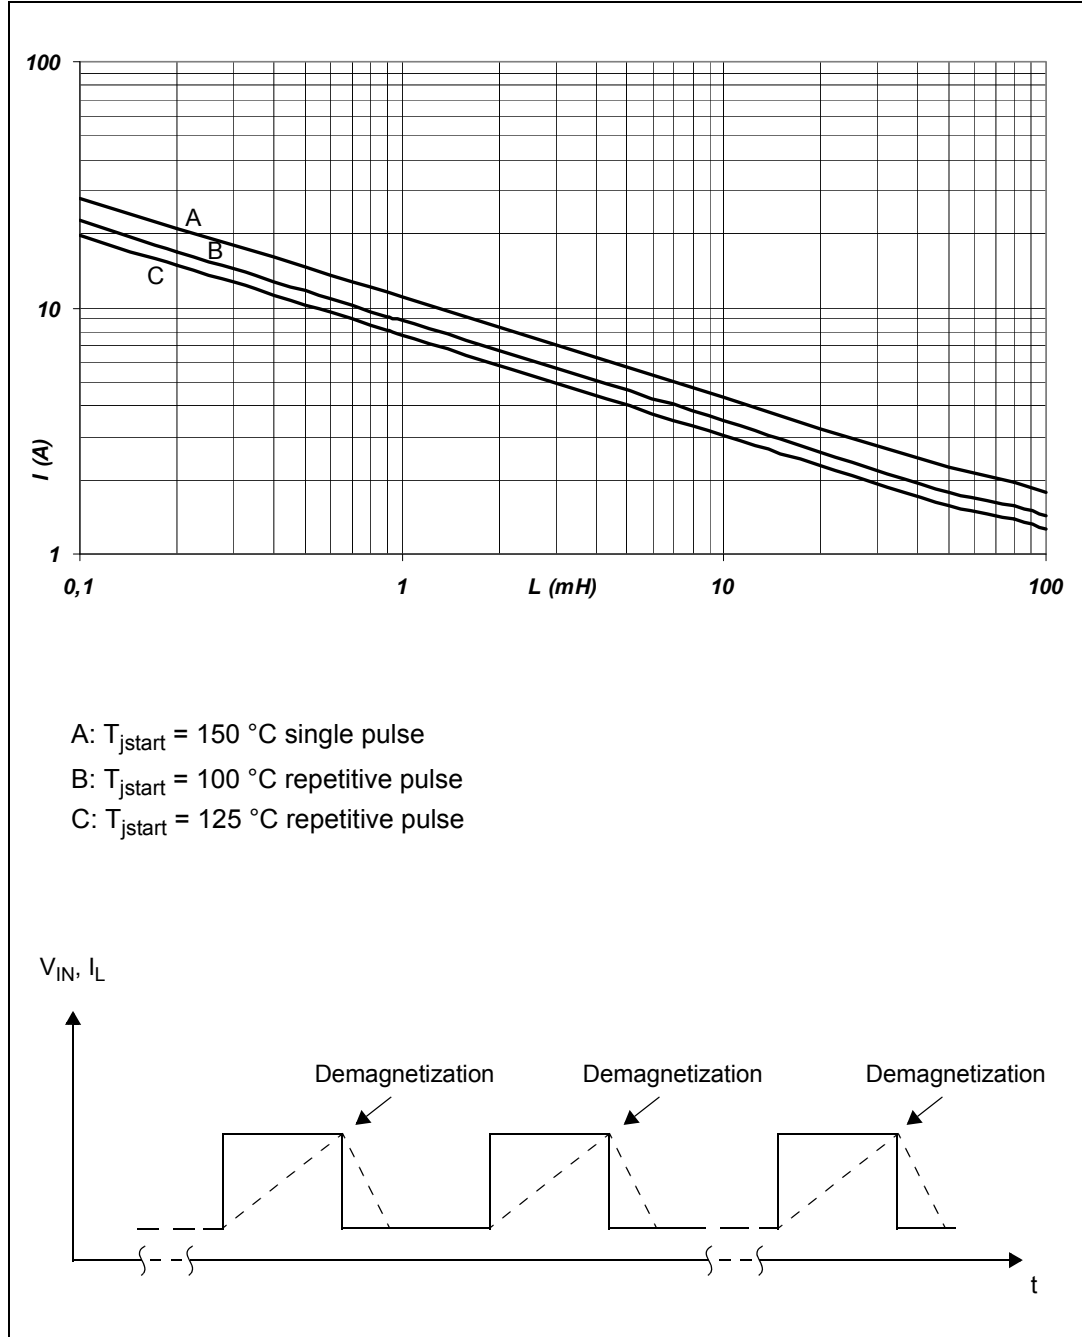 100
A
B
C
10
I (A)
1
0,1
1
L (mH)
10
100
A: Tjstart = 150 °C single pulse
B: Tjstart = 100 °C repetitive pulse
C: Tjstart = 125 °C repetitive pulse
VIN, IL
Demagnetization
Demagnetization
Demagnetization
t